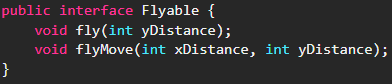 public interface Flyable {
    void fly(int yDistance);
    void flyMove(int xDistance, int yDistance);
}